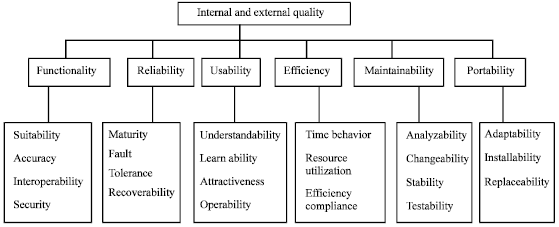 Internal and external quality
Functionality
Reliability
Usability
Efficiency
Maintainability
Portability
Suitability
Accuracy
Interoperability
Security
Maturity
Fault
Tolerance
Recoverability
Understandability
Learn ability
Attractiveness
Operability
Time behavior
Resource
utilization
Efficiency
compliance
Analyzability
Changeability
Stability
Testability
Adaptability
Installability
Replaceability